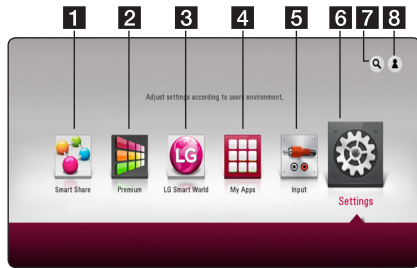 1 2 3 4 5 6 7 8
Adjust settings according to users environment.
LG
Smart Share Premium LG Smart World My Apps Input Settings